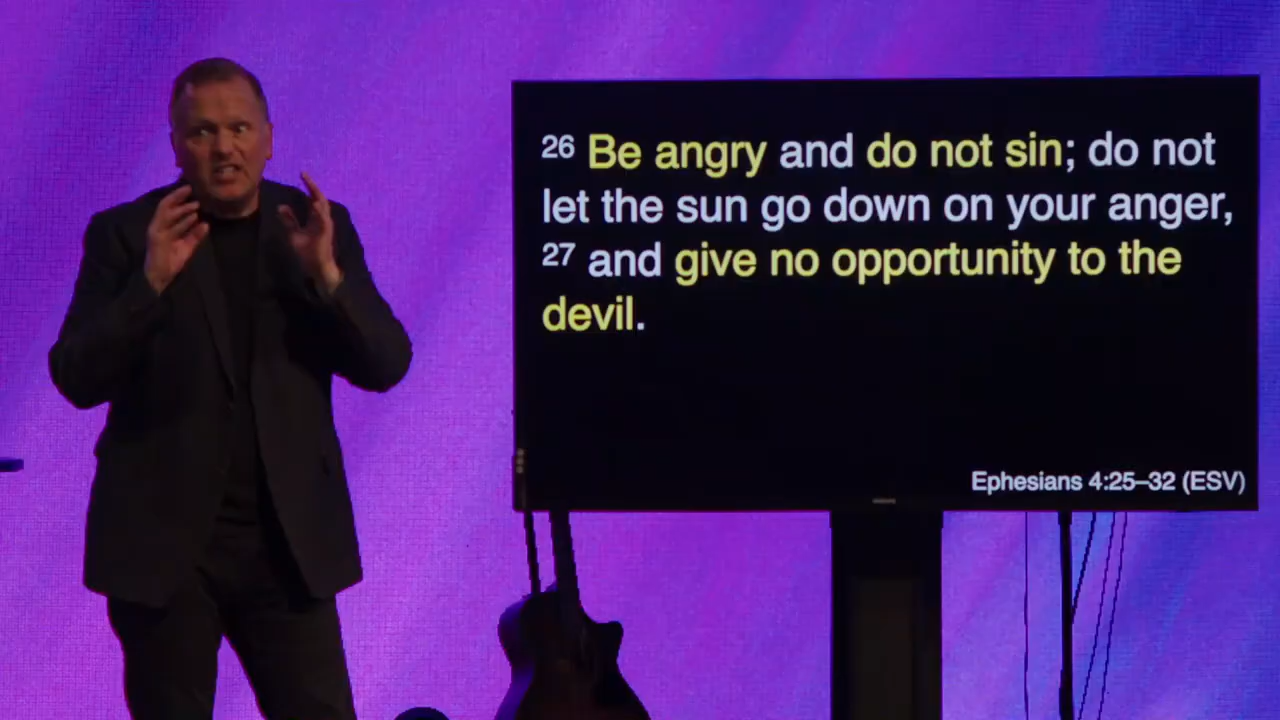 26 Be angry and do not sin; do not
let the sun go down on your anger,
27 and give no opportunity to the
devil.
Ephesians 4:25–32 (ESV)